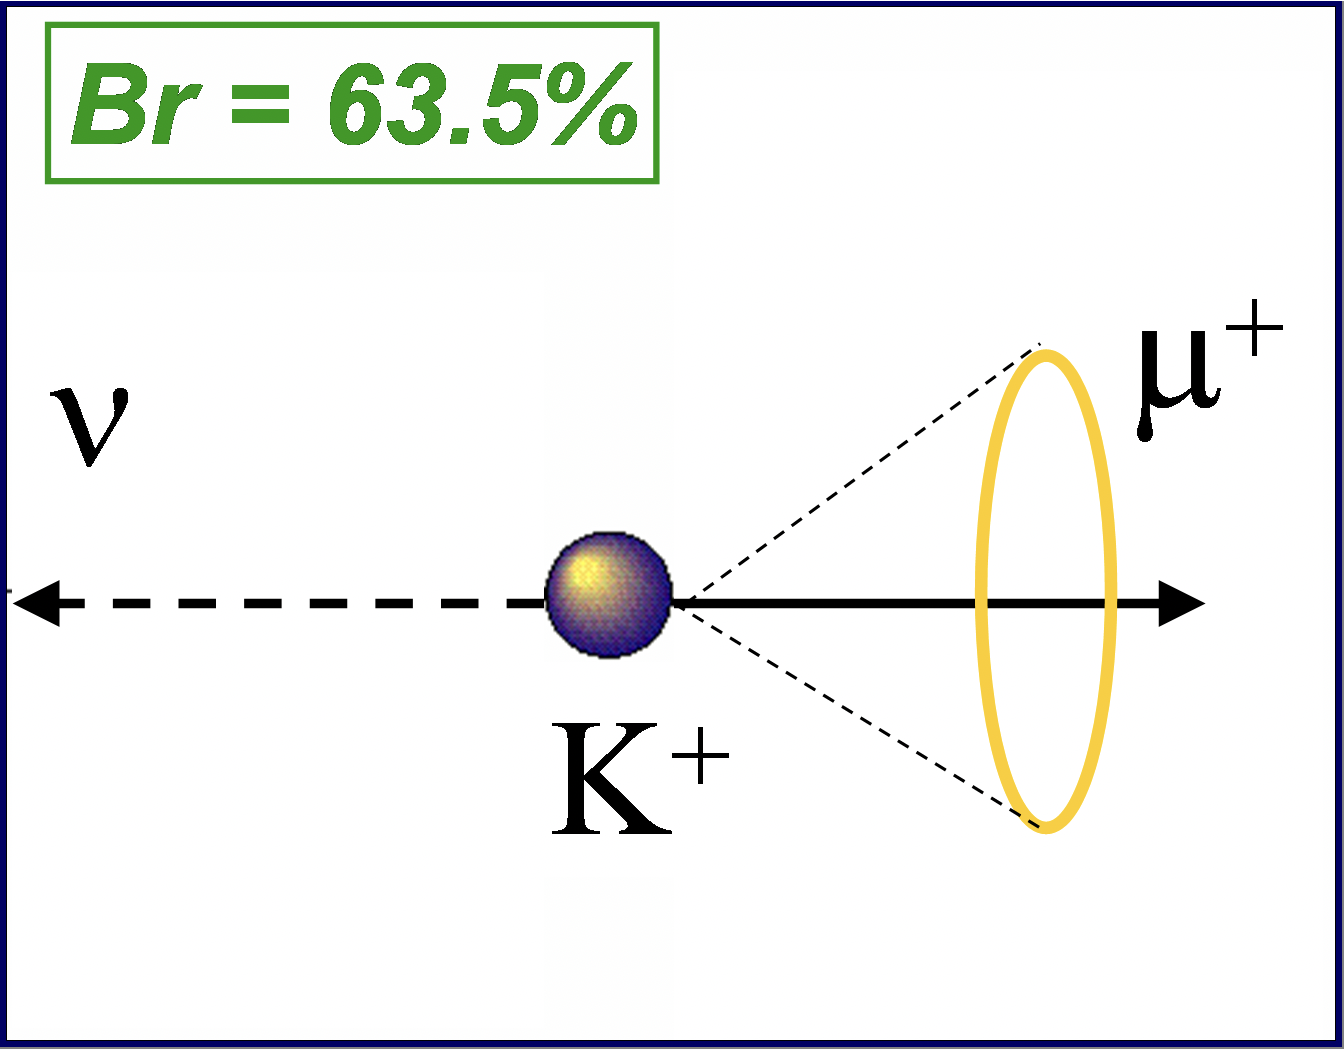 Br = 63.5%
μ⁺
ν
K⁺